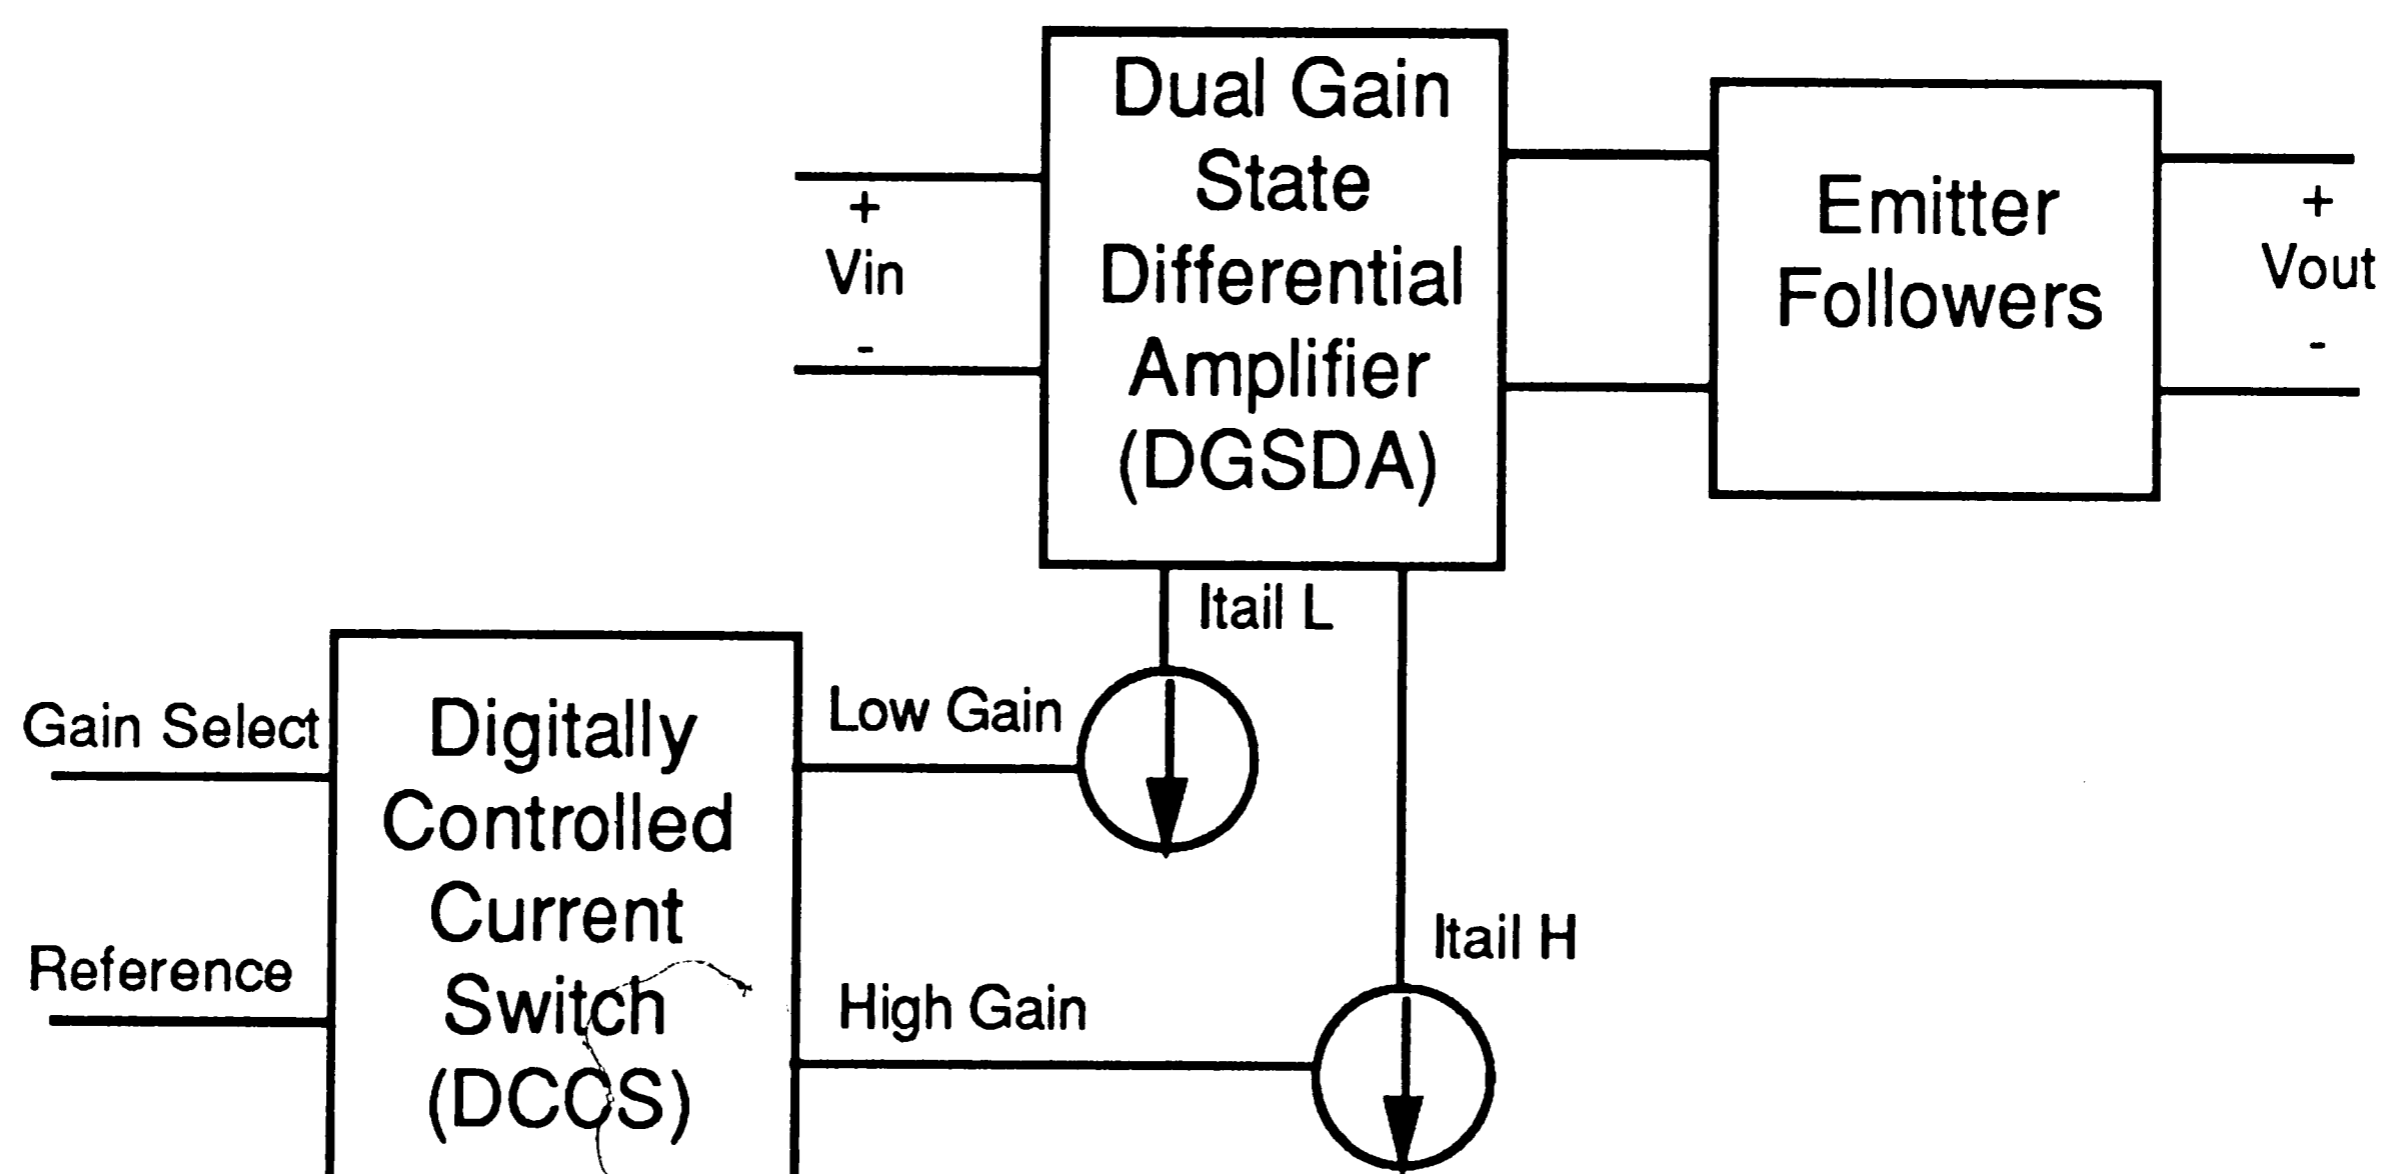 Dual Gain
State
Differential
Amplifier
(DGSDA)
+
Vin
-
Emitter
Followers
+
Vout
-
Itail L
Gain Select
Reference
Digitally
Controlled
Current
Switch
(DCCS)
Low Gain
High Gain
Itail H